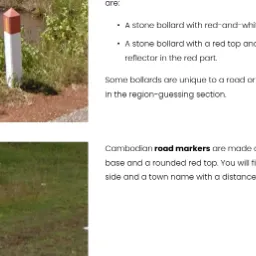 are:
• A stone bollard with red-and-whi
• A stone bollard with a red top and
reflector in the red part.
Some bollards are unique to a road or
in the region-guessing section.
Cambodian road markers are made
base and a rounded red top. You will fi
side and a town name with a distance